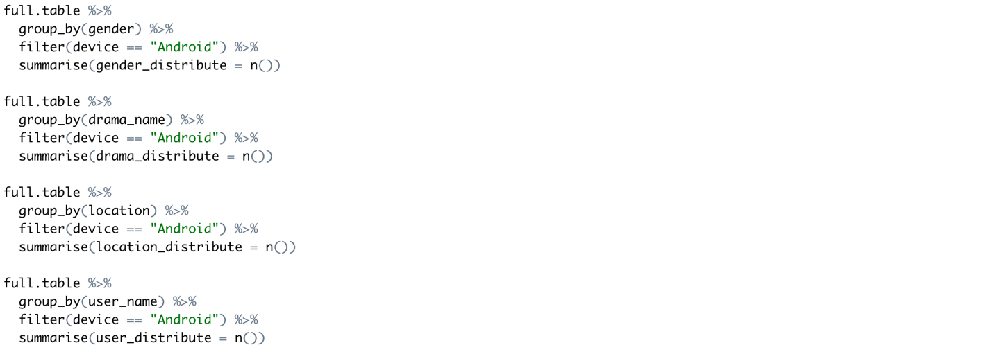 full.table %>%
  group_by(gender) %>%
  filter(device == "Android") %>%
  summarise(gender_distribute = n())

full.table %>%
  group_by(drama_name) %>%
  filter(device == "Android") %>%
  summarise(drama_distribute = n())

full.table %>%
  group_by(location) %>%
  filter(device == "Android") %>%
  summarise(location_distribute = n())

full.table %>%
  group_by(user_name) %>%
  filter(device == "Android") %>%
  summarise(user_distribute = n())